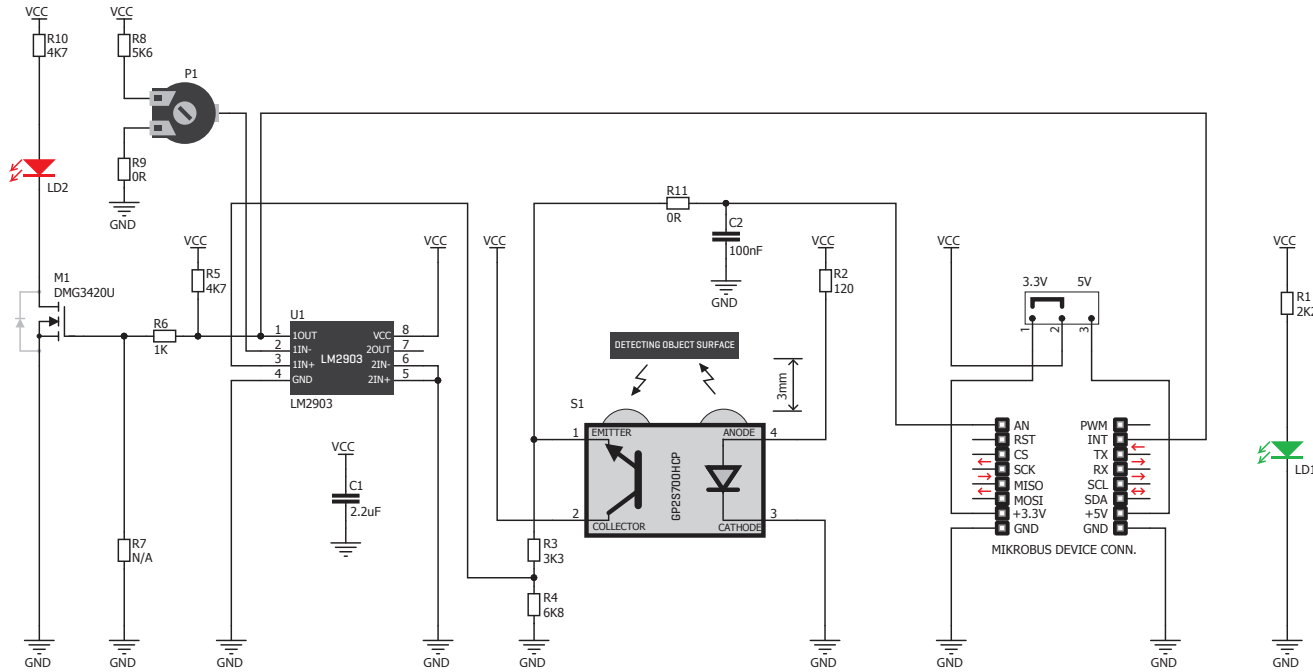 VCC
R10
4K7
VCC
R8
5K6
P1
R9
0R
GND
LD2
M1
DMG3420U
R6
1K
VCC
R5
4K7
R7
N/A
U1
1 1OUT VCC 8
2 1IN- 2OUT 7
3 1IN+ 2IN- 6
4 GND 2IN+ 5
LM2903
LM2903
VCC
VCC
C1
2.2uF
VCC
R11
0R
C2
100nF
GND
VCC
R2
120
DETECTING OBJECT SURFACE
3mm
S1
1 EMITTER ANODE 4
GP2S700HCP
2 COLLECTOR CATHODE 3
R3
3K3
R4
6K8
VCC
3.3V 5V
1 2 3
AN PWM
RST INT
CS TX
SCK RX
MISO SCL
MOSI SDA
+3.3V +5V
GND GND
MIKROBUS DEVICE CONN.
VCC
R1
LD1
GND GND GND GND GND GND GND GND GND